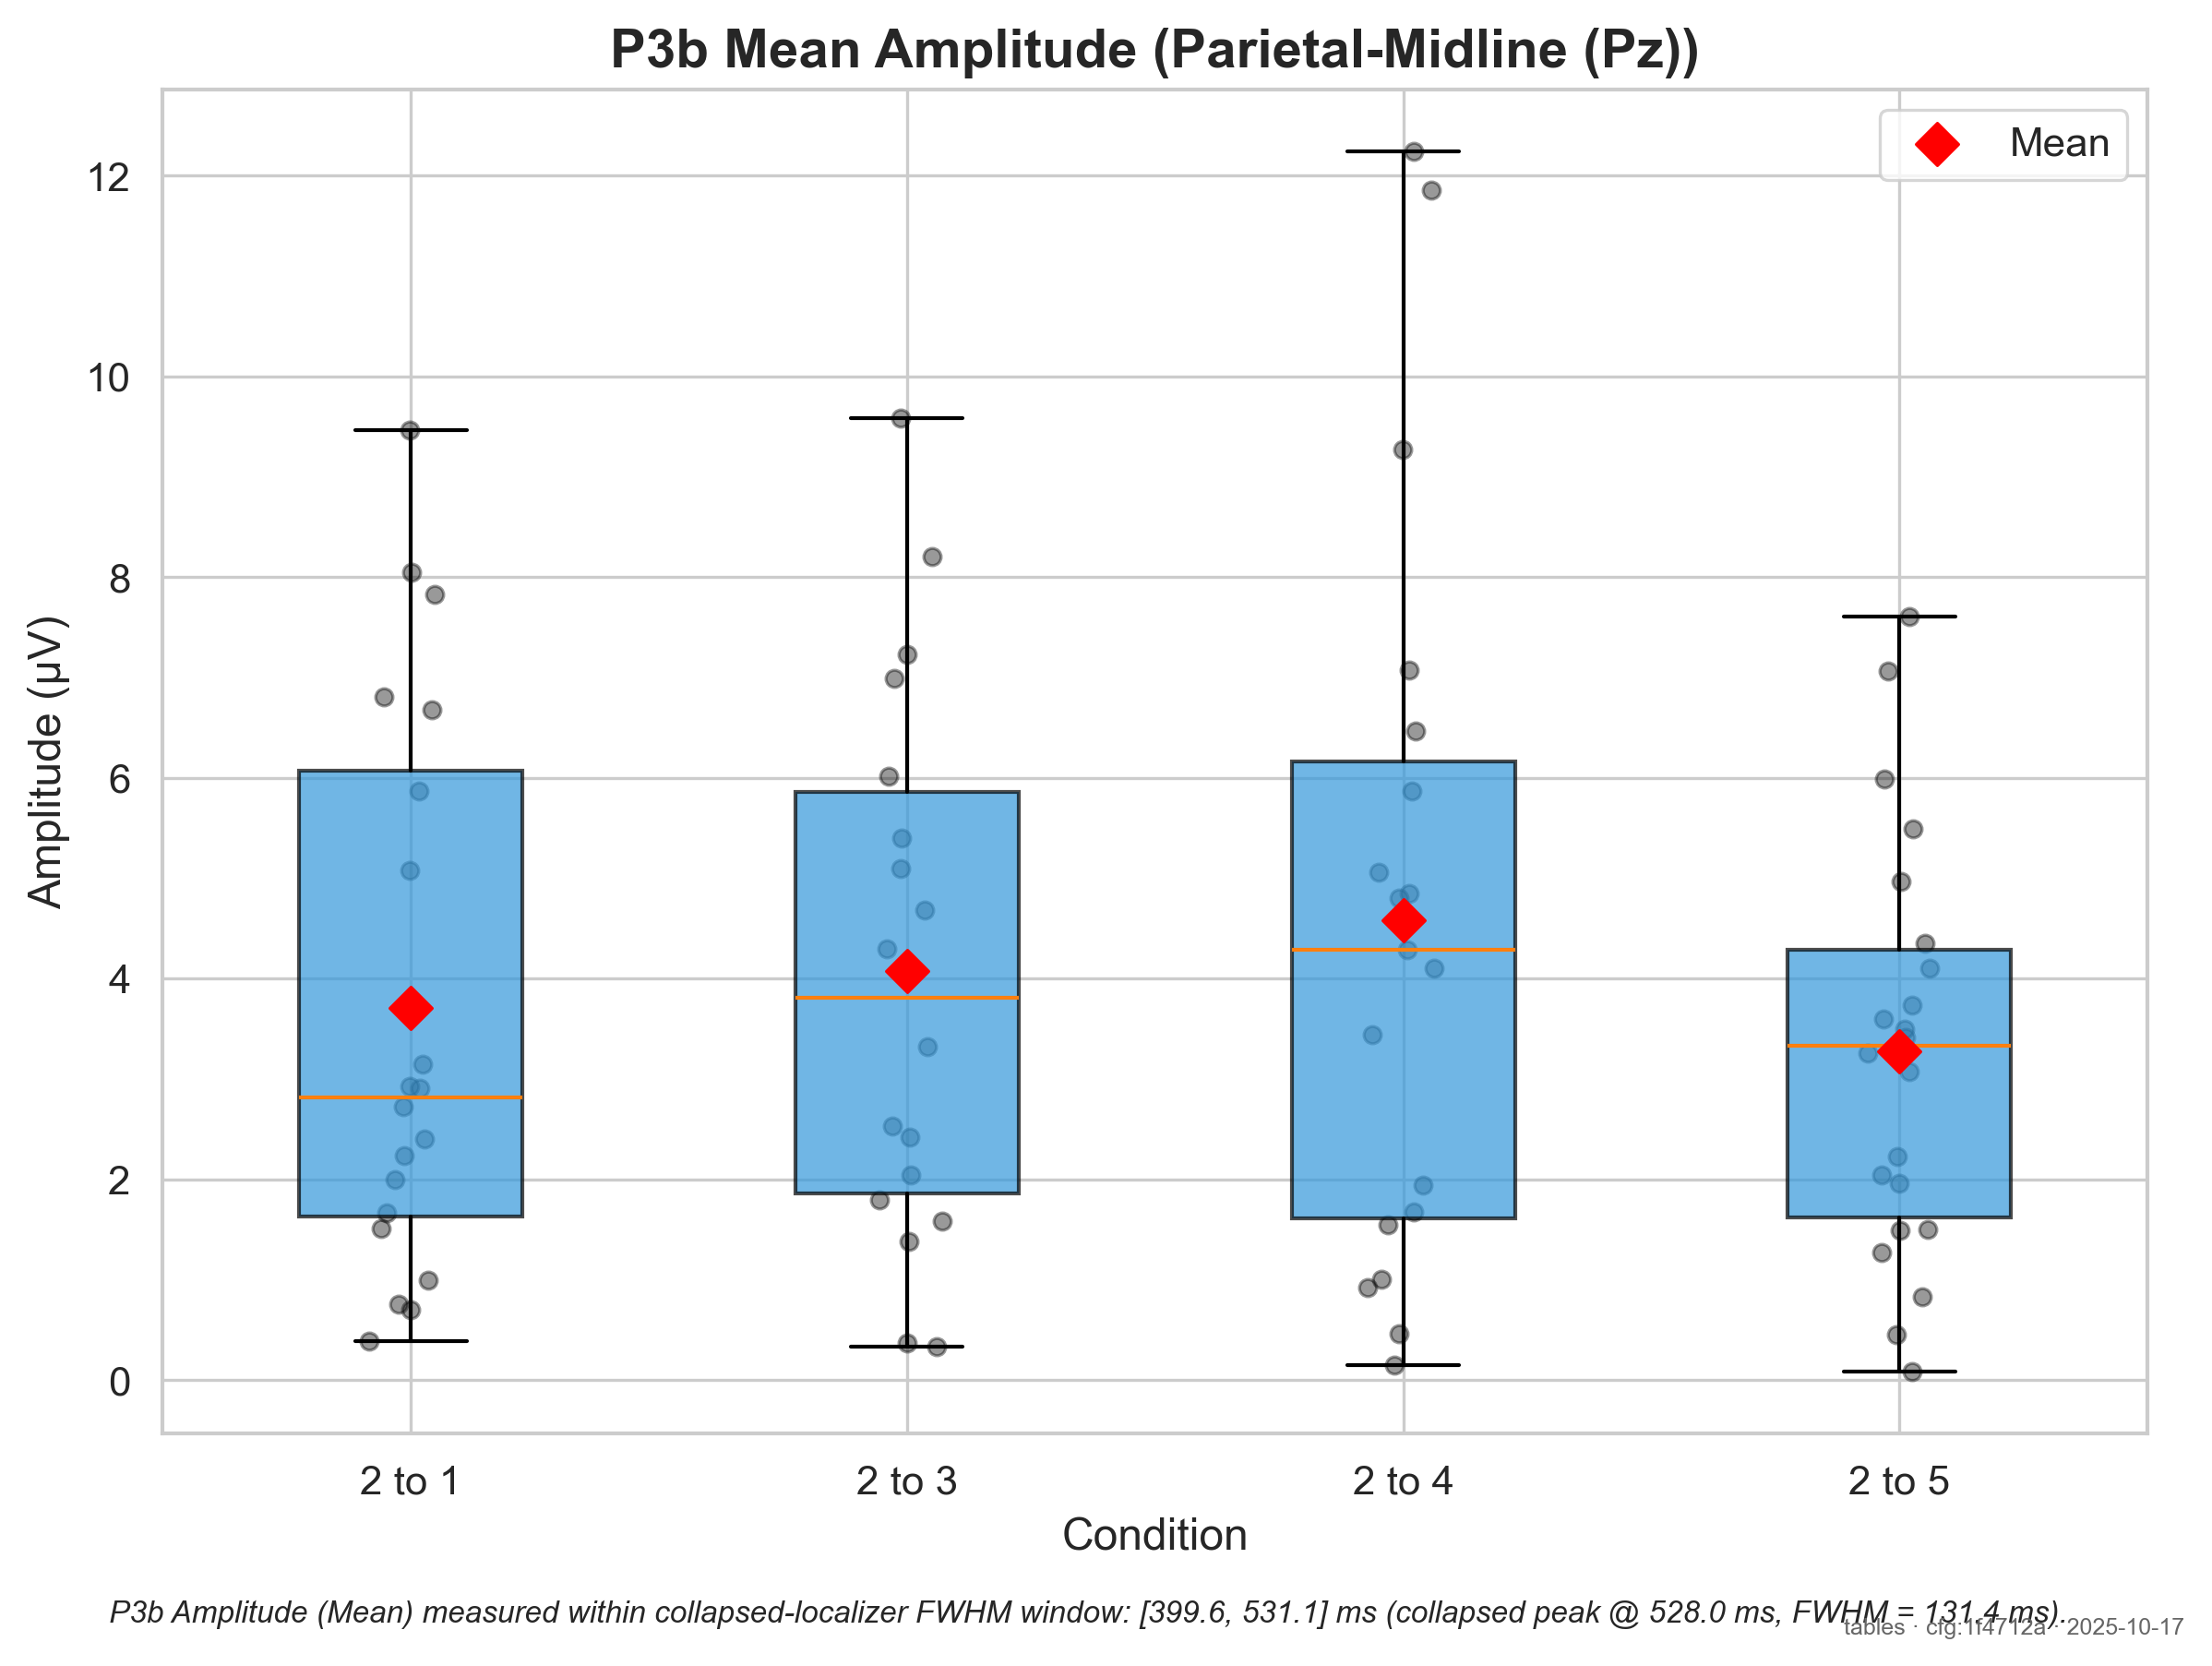 P3b Mean Amplitude (Parietal-Midline (Pz))
Mean
12
10
8
6
4
2
0
Amplitude (μV)
2 to 1
2 to 3
2 to 4
2 to 5
Condition
P3b Amplitude (Mean) measured within collapsed-localizer FWHM window: [399.6, 531.1] ms (collapsed peak @ 528.0 ms, FWHM = 131.4 ms).
tables · cfg:1f4712a · 2025-10-17